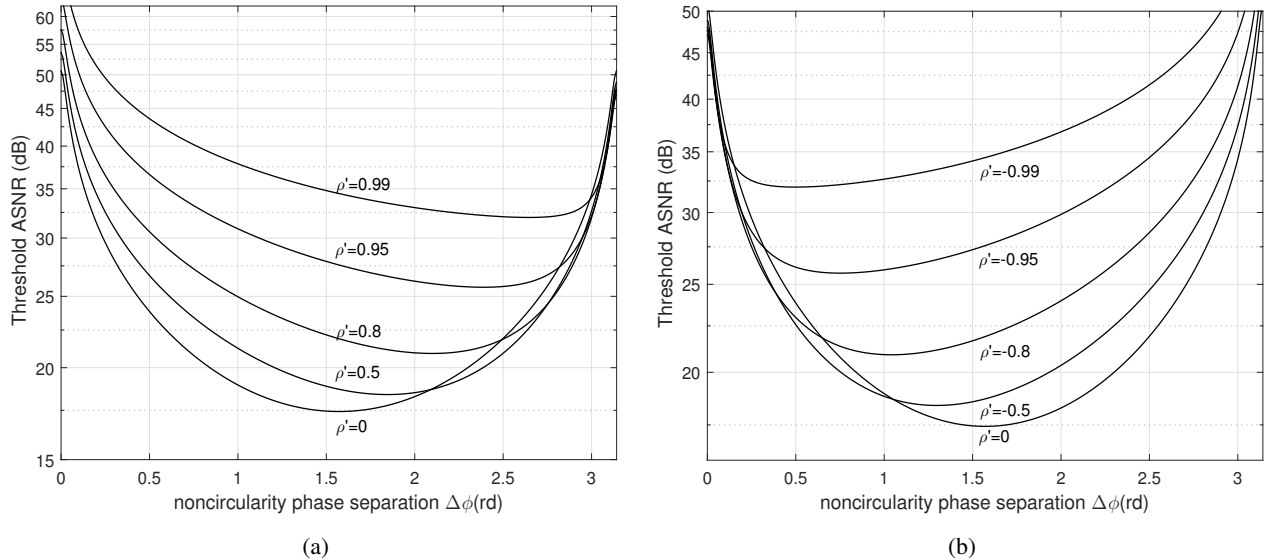 60
55
50
45
40
35
30
25
20
15
Threshold ASNR (dB)
ρ'=0.99
ρ'=0.95
ρ'=0.8
ρ'=0.5
ρ'=0
0 0.5 1 1.5 2 2.5 3
noncircularity phase separation Δϕ(rd)
(a)
50
45
40
35
30
25
20
Threshold ASNR (dB)
ρ'=-0.99
ρ'=-0.95
ρ'=-0.8
ρ'=-0.5
ρ'=0
0 0.5 1 1.5 2 2.5 3
noncircularity phase separation Δϕ(rd)
(b)